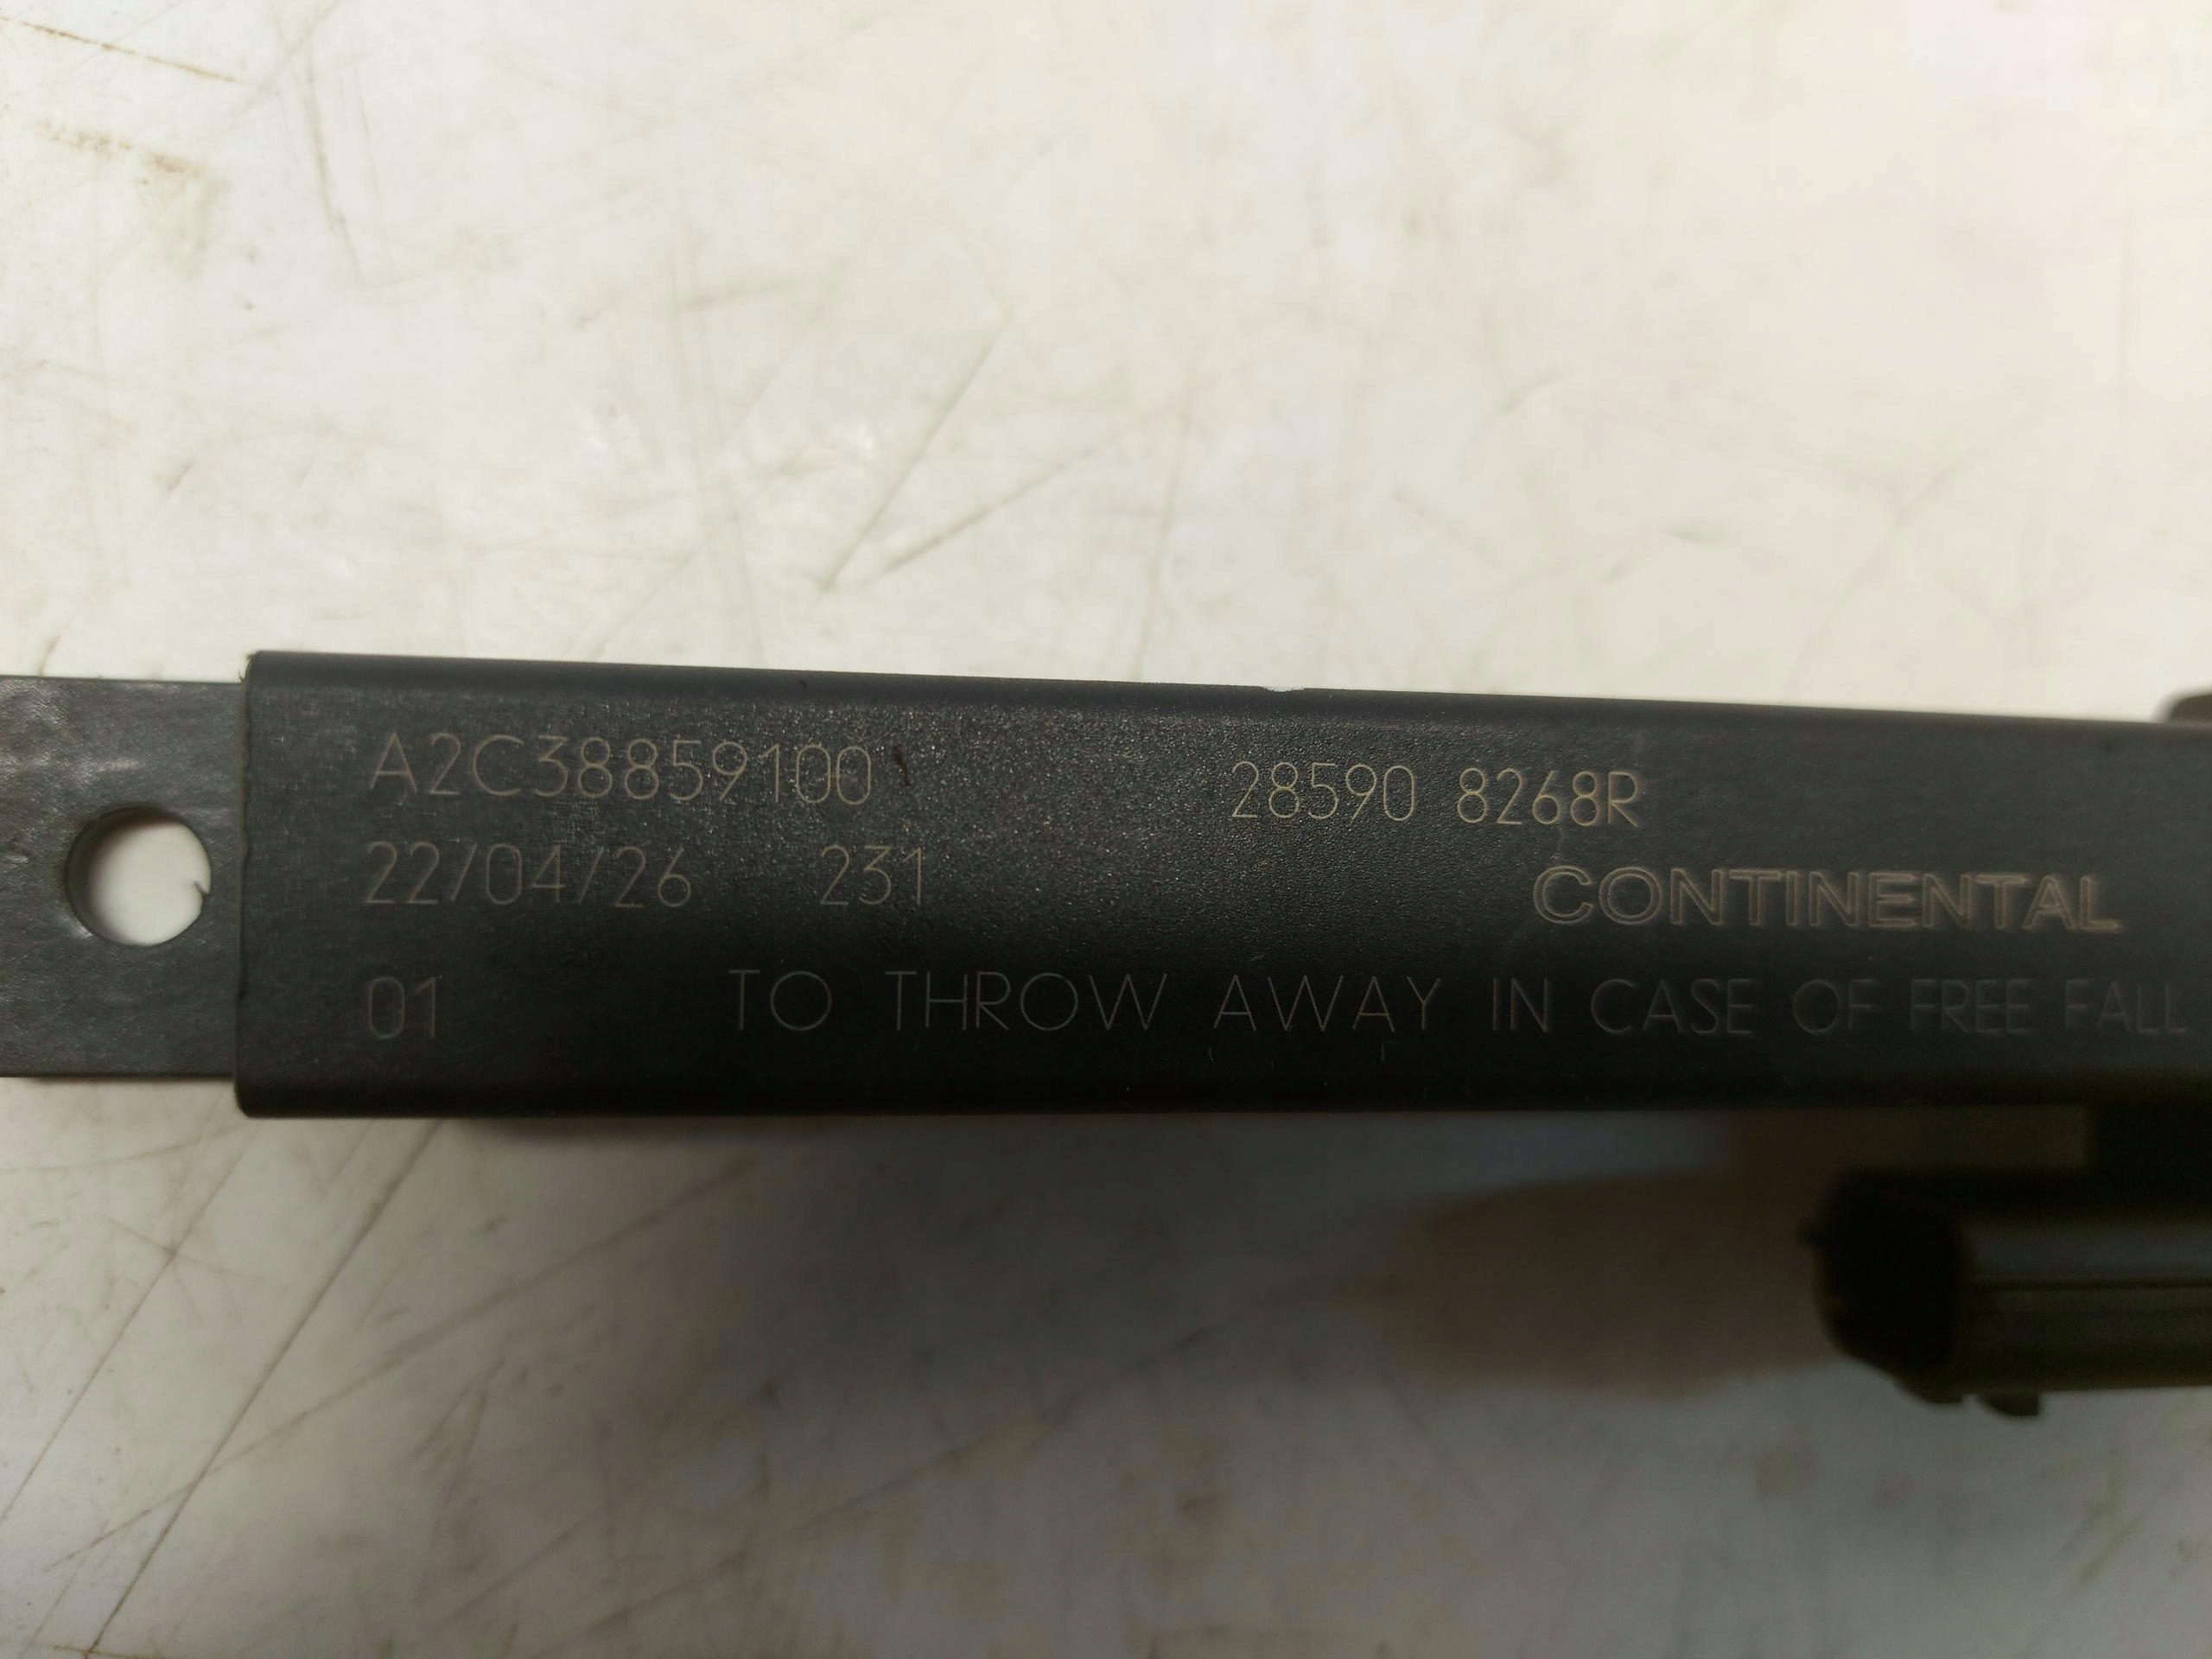 A2C38859100 28590 8268R
22/04/26 231 CONTINENTAL
01 TO THROW AWAY IN CASE OF FREE FALL